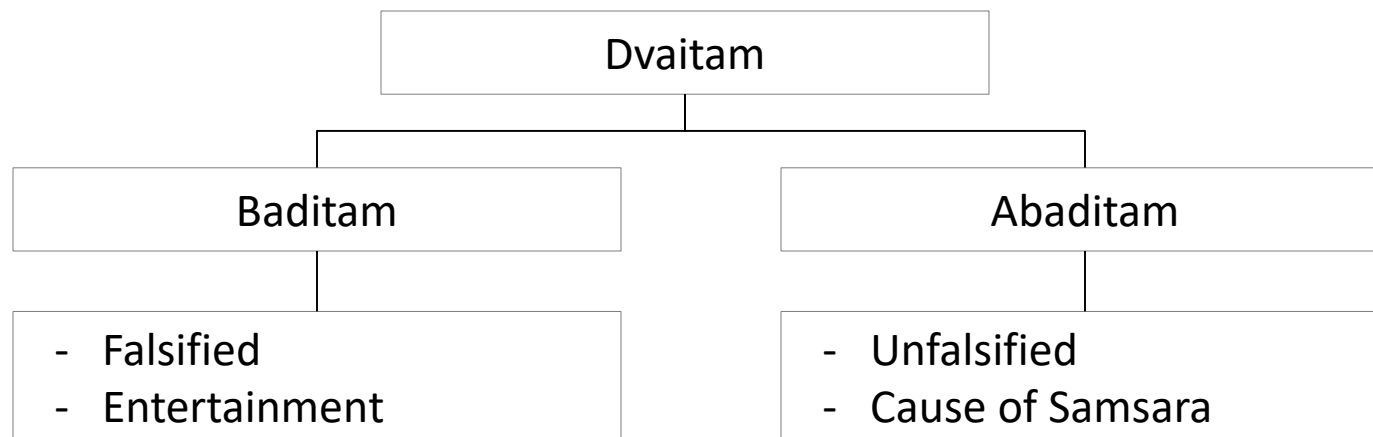 Dvaitam
Baditam
Abaditam
- Falsified
- Entertainment
- Unfalsified
- Cause of Samsara